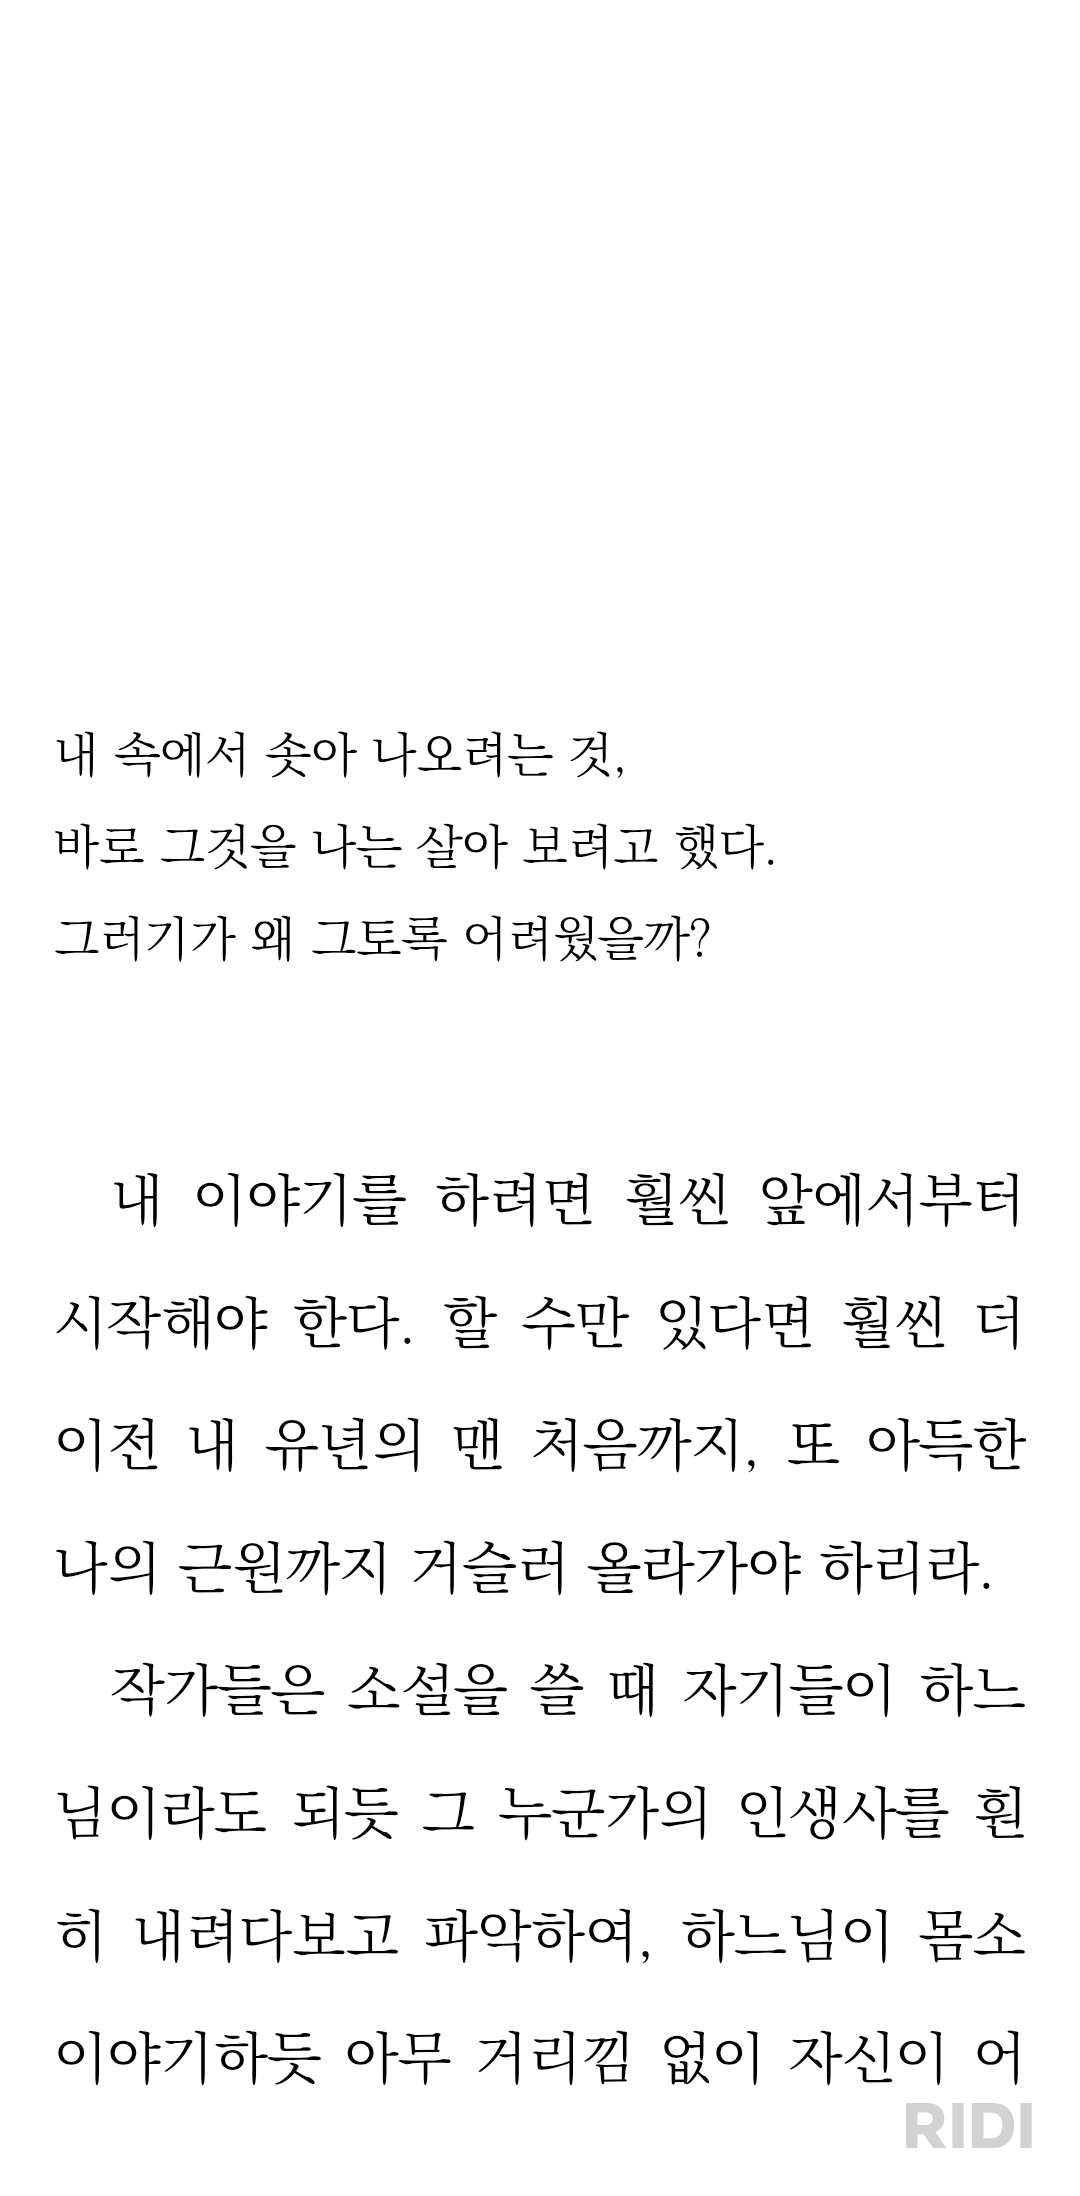 내 속에서 솟아 나오려는 것,
바로 그것을 나는 살아 보려고 했다.
그러기가 왜 그토록 어려웠을까?
내 이야기를 하려면 훨씬 앞에서부터
시작해야 한다. 할 수만 있다면 훨씬 더
이전 내 유년의 맨 처음까지, 또 아득한
나의 근원까지 거슬러 올라가야 하리라.
작가들은 소설을 쓸 때 자기들이 하느
님이라도 되듯 그 누군가의 인생사를 훤
히 내려다보고 파악하여, 하느님이 몸소
이야기하듯 아무 거리낌 없이 자신이 어
RIDI